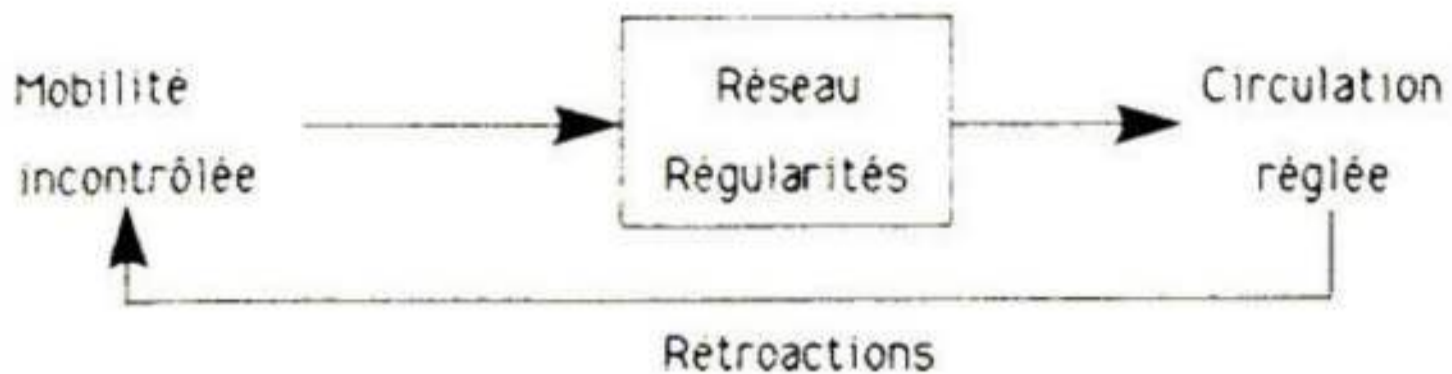 Mobilité
incontrôlée
Réseau
Régularités
Circulation
réglée
Rétroactions